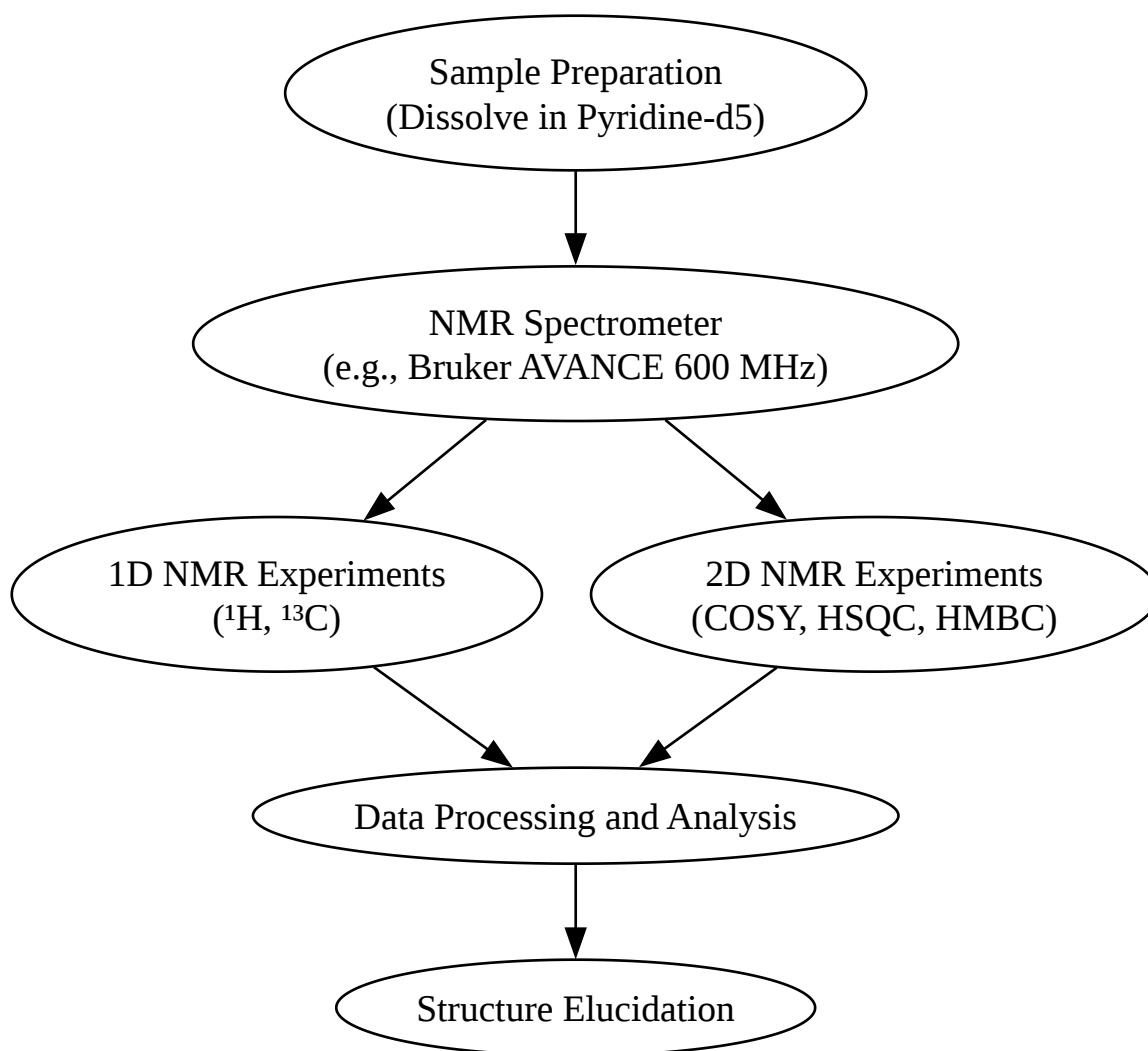 Sample Preparation
(Dissolve in Pyridine-d5)
NMR Spectrometer
(e.g., Bruker AVANCE 600 MHz)
1D NMR Experiments
(¹H, ¹³C)
2D NMR Experiments
(COSY, HSQC, HMBC)
Data Processing and Analysis
Structure Elucidation